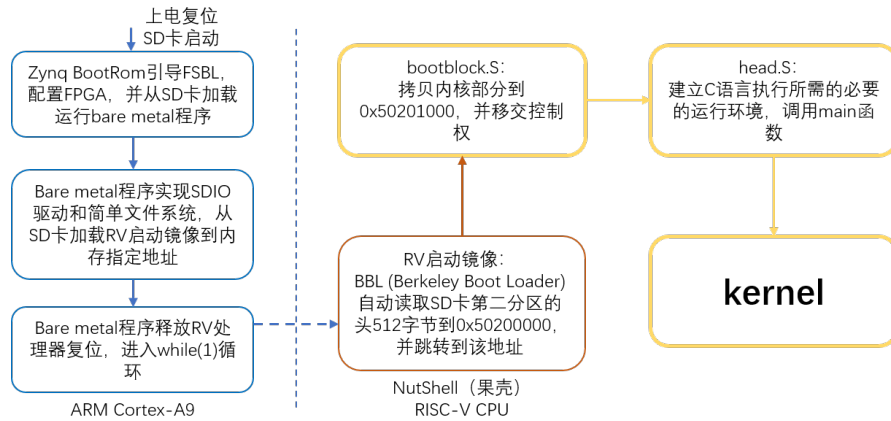 上电复位
SD卡启动
Zynq BootRom引导FSBL,
配置FPGA，并从SD卡加载
运行bare metal程序
Bare metal程序实现SDIO
驱动和简单文件系统，从
SD卡加载RV启动镜像到内
存指定地址
Bare metal程序释放RV处
理器复位，进入while(1)循
环
ARM Cortex-A9
bootblock.S:
拷贝内核部分到
0x50201000，并移交控制
权
RV启动镜像：
BBL (Berkeley Boot Loader)
自动读取SD卡第二分区的
头512字节到0x50200000，
并跳转到该地址
NutShell（果壳）
RISC-V CPU
head.S:
建立C语言执行所需的必要
的运行环境，调用main函
数
kernel